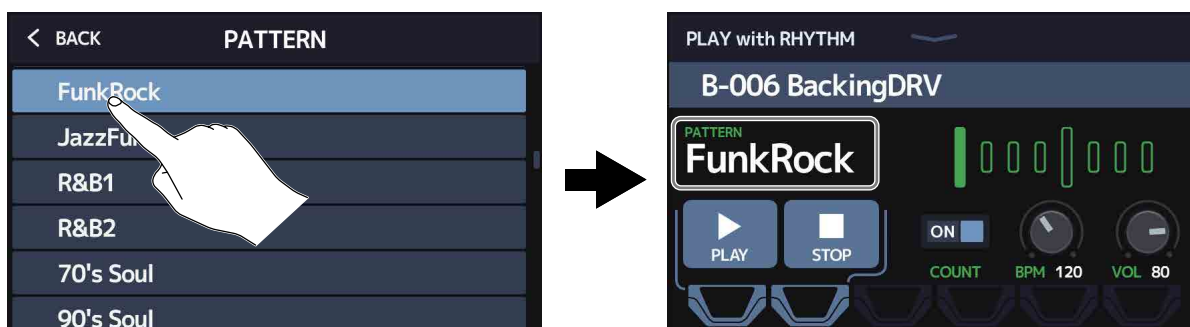 BACK PATTERN
FunkRock
R&B1
R&B2
70's Soul
90's Soul
PLAY with RHYTHM
B-006 BackingDRV
PATTERN
FunkRock
PLAY STOP
ON
COUNT BPM 120 VOL 80